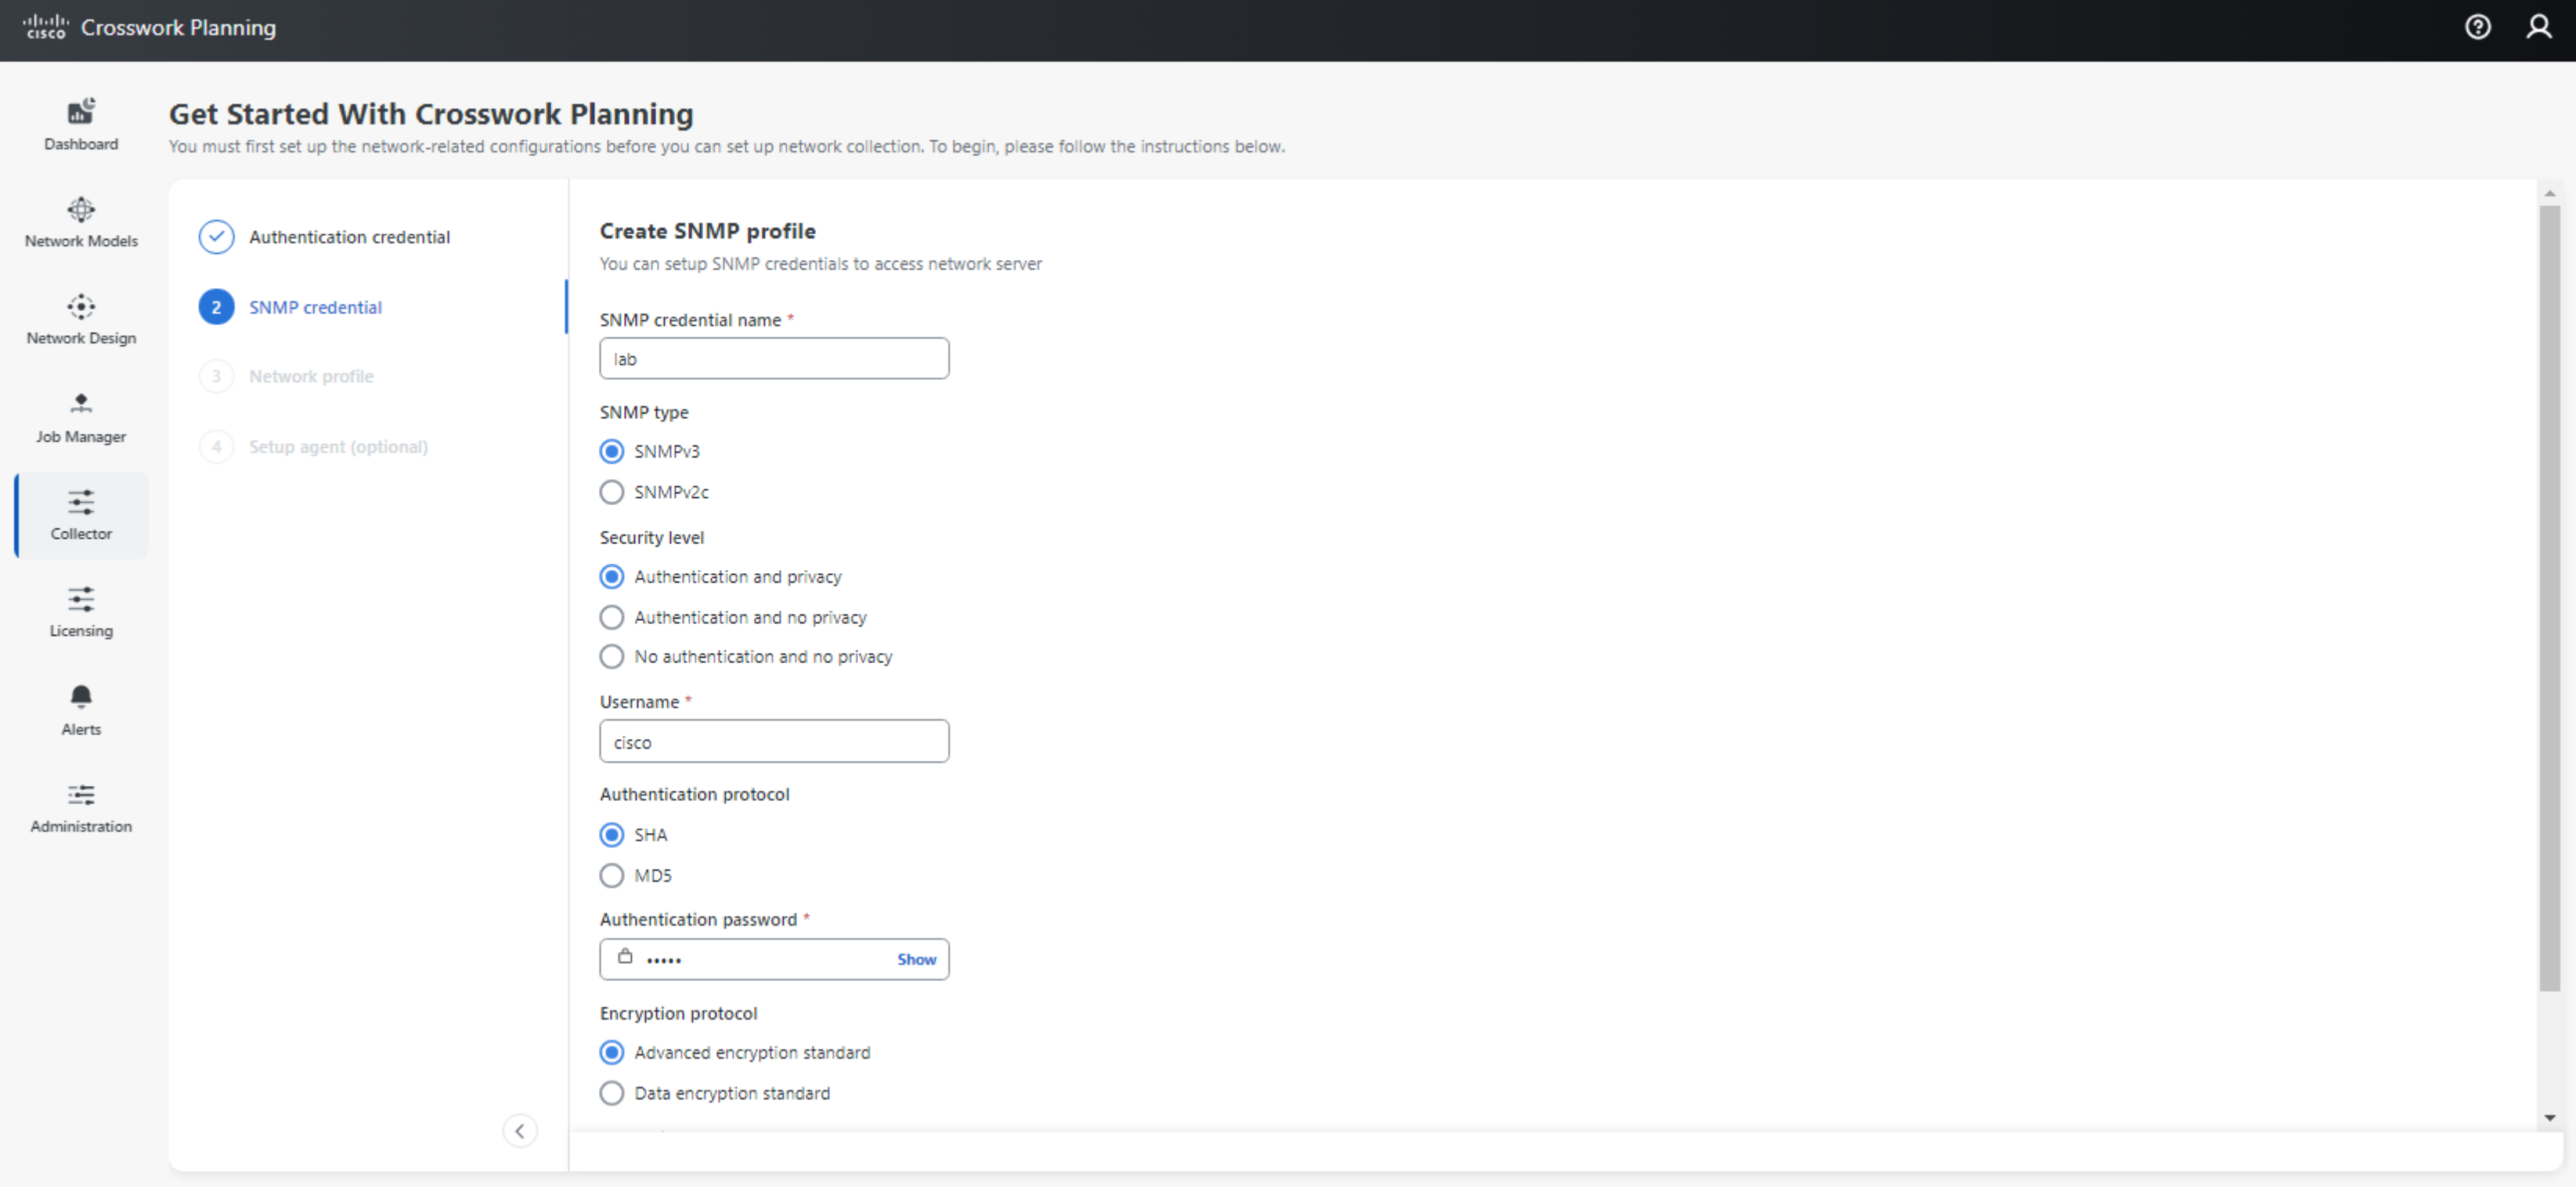 cisco Crosswork Planning
Get Started With Crosswork Planning
You must first set up the network-related configurations before you can set up network collection. To begin, please follow the instructions below.
Dashboard
Network Models
Network Design
Job Manager
Collector
Licensing
Alerts
Administration
Authentication credential
2 SNMP credential
3 Network profile
4 Setup agent (optional)
Create SNMP profile
You can setup SNMP credentials to access network server
SNMP credential name *
lab
SNMP type
SNMPv3
SNMPv2c
Security level
Authentication and privacy
Authentication and no privacy
No authentication and no privacy
Username *
cisco
Authentication protocol
SHA
MD5
Authentication password *
••••• Show
Encryption protocol
Advanced encryption standard
Data encryption standard